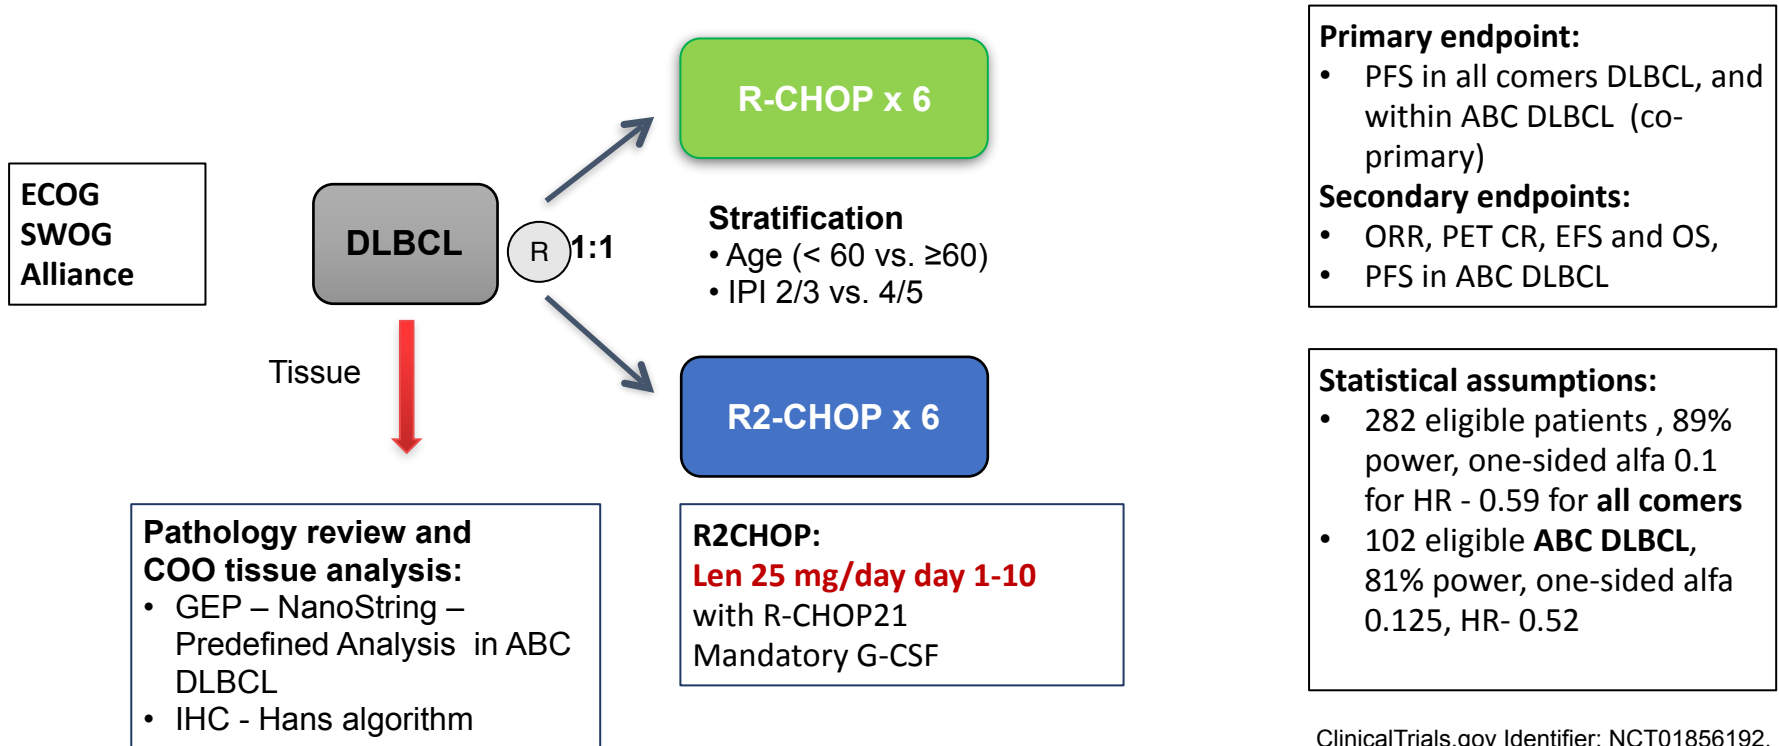 ECOG
SWOG
Alliance
DLBCL
R
1:1
Tissue
R-CHOP x 6
Stratification
• Age (< 60 vs. ≥60)
• IPI 2/3 vs. 4/5
R2-CHOP x 6
Pathology review and
COO tissue analysis:
• GEP – NanoString –
Predefined Analysis in ABC
DLBCL
• IHC - Hans algorithm
R2CHOP:
Len 25 mg/day day 1-10
with R-CHOP21
Mandatory G-CSF
Primary endpoint:
• PFS in all comers DLBCL, and
within ABC DLBCL (co-
primary)
Secondary endpoints:
• ORR, PET CR, EFS and OS,
• PFS in ABC DLBCL
Statistical assumptions:
• 282 eligible patients , 89%
power, one-sided alfa 0.1
for HR - 0.59 for all comers
• 102 eligible ABC DLBCL,
81% power, one-sided alfa
0.125, HR- 0.52
ClinicalTrials.gov Identifier: NCT01856192.